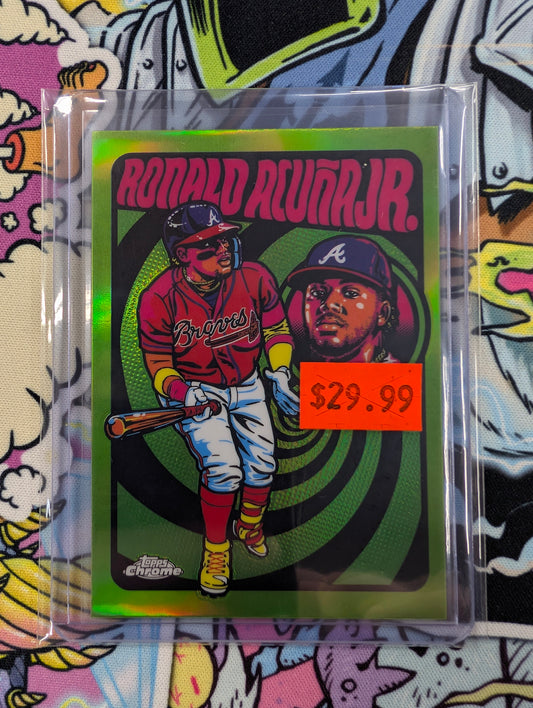 RONALD ACUÑA JR.
A
A
Braves
$29.99
topps
Chrome